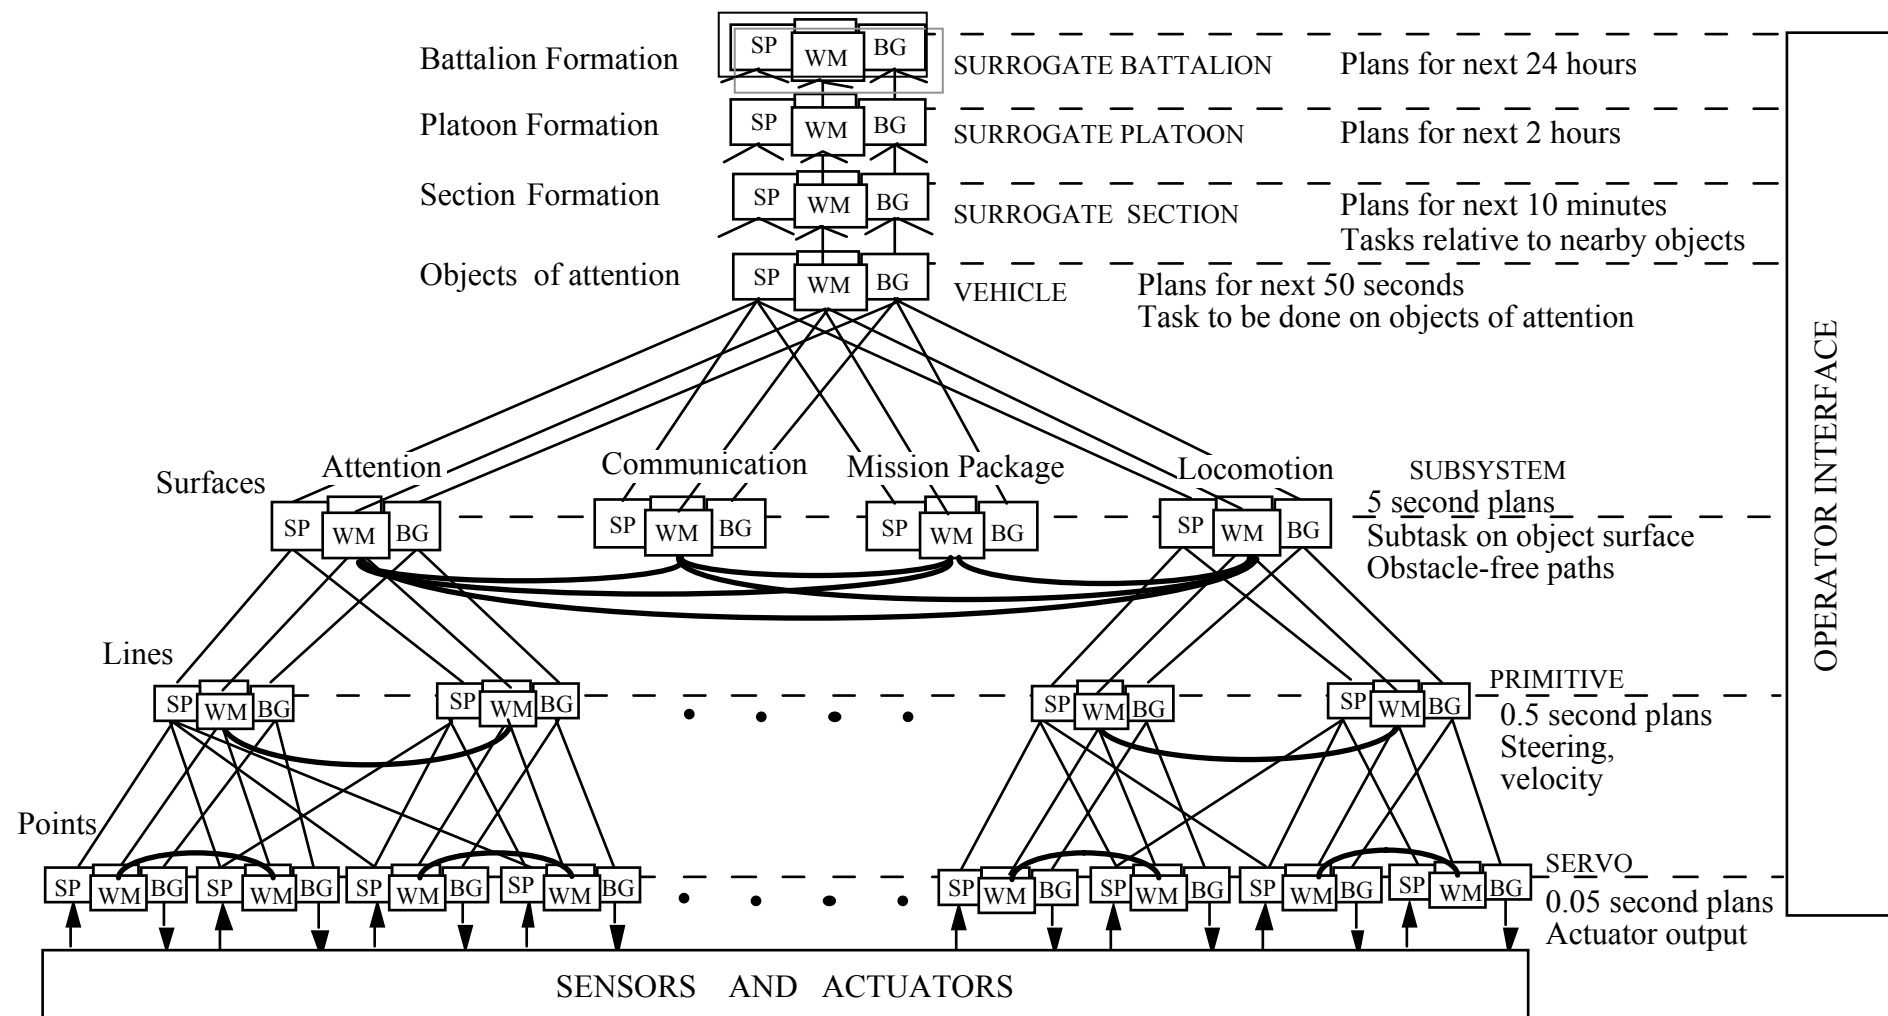 Battalion Formation
SP WM BG
SURROGATE BATTALION
Plans for next 24 hours
Platoon Formation
SP WM BG
SURROGATE PLATOON
Plans for next 2 hours
Section Formation
SP WM BG
SURROGATE SECTION
Plans for next 10 minutes
Tasks relative to nearby objects
Objects of attention
SP WM BG
VEHICLE
Plans for next 50 seconds
Task to be done on objects of attention
OPERATOR INTERFACE
Surfaces
Attention
Communication
Mission Package
Locomotion
SUBSYSTEM
5 second plans
Subtask on object surface
Obstacle-free paths
SP WM BG SP WM BG SP WM BG SP WM BG
Lines
SP WM BG SP WM BG SP WM BG SP WM BG
PRIMITIVE
0.5 second plans
Steering,
velocity
Points
SP WM BG SP WM BG SP WM BG SP WM BG SP WM BG SP WM BG SP WM BG SP WM BG
SERVO
0.05 second plans
Actuator output
SENSORS AND ACTUATORS